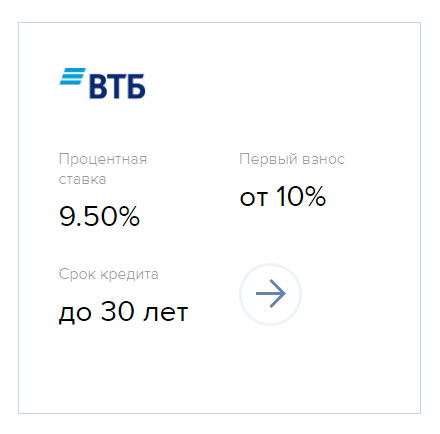 ВТБ
Процентная
ставка
9.50%
Первый взнос
от 10%
Срок кредита
до 30 лет